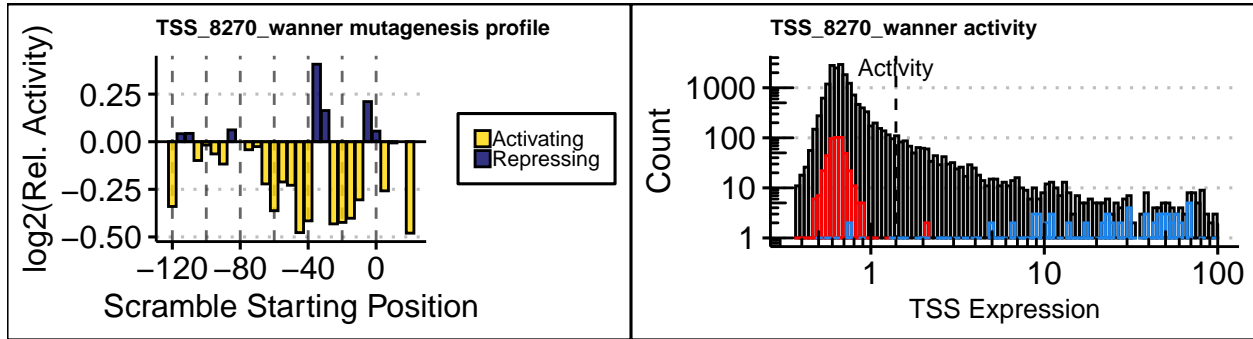 TSS_8270_wanner mutagenesis profile
log2(Rel. Activity)
0.25
0.00
−0.25
−0.50
−120
−80
−40
0
Scramble Starting Position
Activating
Repressing
TSS_8270_wanner activity
Activity
Count
1000
100
10
1
1
10
100
TSS Expression